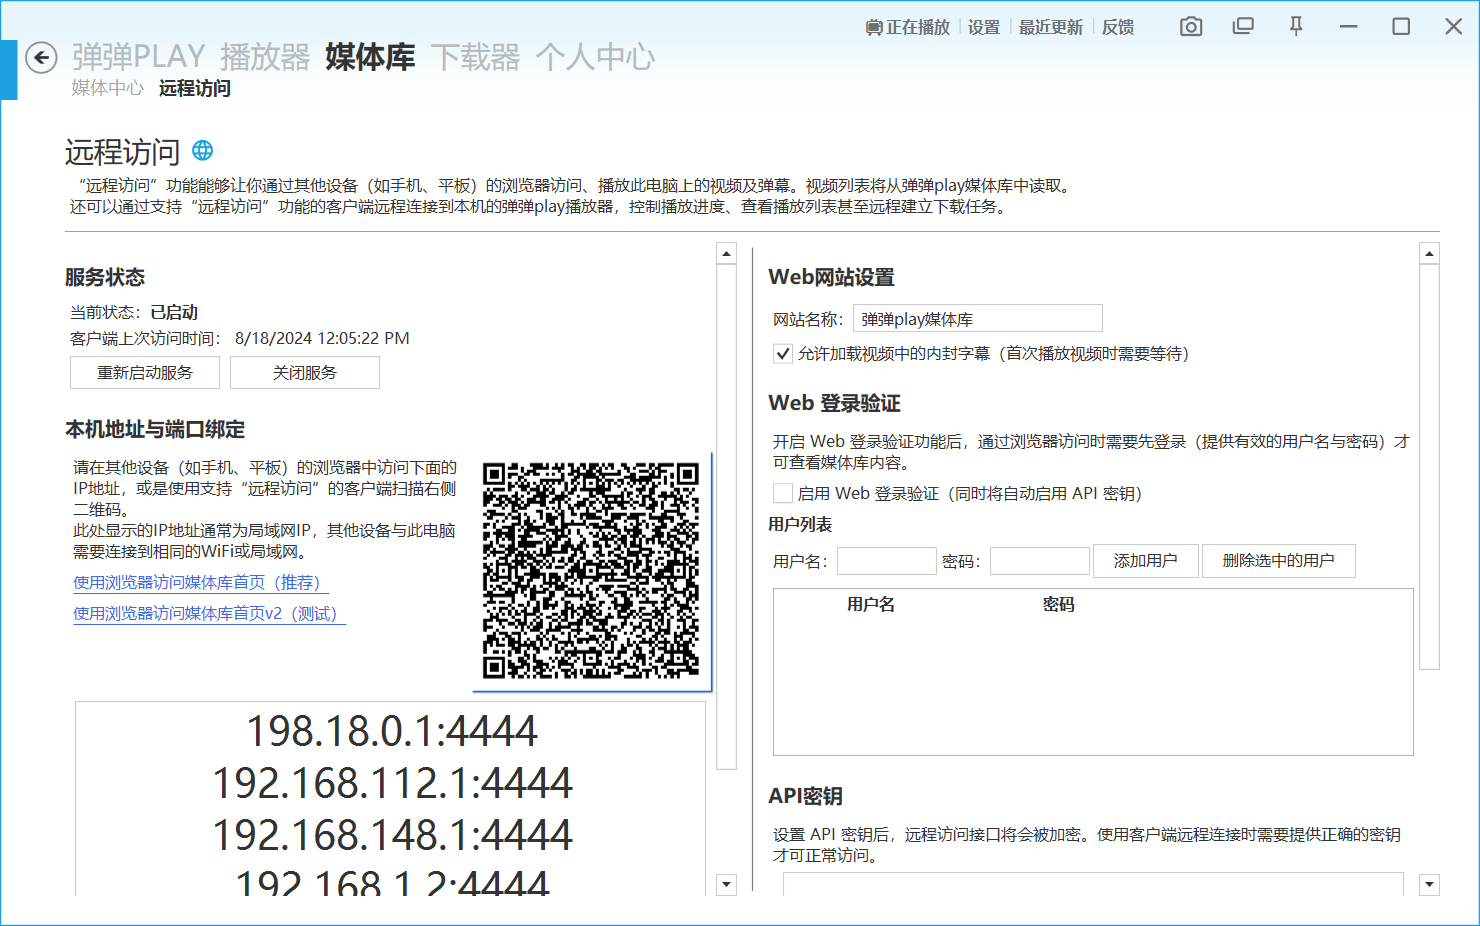 正在播放 设置 最近更新 反馈
弹弹PLAY 播放器 媒体库 下载器 个人中心
媒体中心 远程访问
远程访问
“远程访问”功能能够让你通过其他设备（如手机、平板）的浏览器访问、播放此电脑上的视频及弹幕。视频列表将从弹弹play媒体库中读取。
还可以通过支持“远程访问”功能的客户端远程连接到本机的弹弹play播放器，控制播放进度、查看播放列表甚至远程建立下载任务。
服务状态
当前状态：已启动
客户端上次访问时间： 8/18/2024 12:05:22 PM
重新启动服务 关闭服务
本机地址与端口绑定
请在其他设备（如手机、平板）的浏览器中访问下面的
IP地址，或是使用支持“远程访问”的客户端扫描右侧
二维码。
此处显示的IP地址通常为局域网IP，其他设备与此电脑
需要连接到相同的WiFi或局域网。
使用浏览器访问媒体库首页（推荐）
使用浏览器访问媒体库首页v2（测试）
198.18.0.1:4444
192.168.112.1:4444
192.168.148.1:4444
192.168.1.2:4444
Web网站设置
网站名称： 弹弹play媒体库
允许加载视频中的内封字幕（首次播放视频时需要等待）
Web 登录验证
开启 Web 登录验证功能后，通过浏览器访问时需要先登录（提供有效的用户名与密码）才
可查看媒体库内容。
启用 Web 登录验证（同时将自动启用 API 密钥）
用户列表
用户名： 密码： 添加用户 删除选中的用户
用户名 密码
API密钥
设置 API 密钥后，远程访问接口将会被加密。使用客户端远程连接时需要提供正确的密钥
才可正常访问。